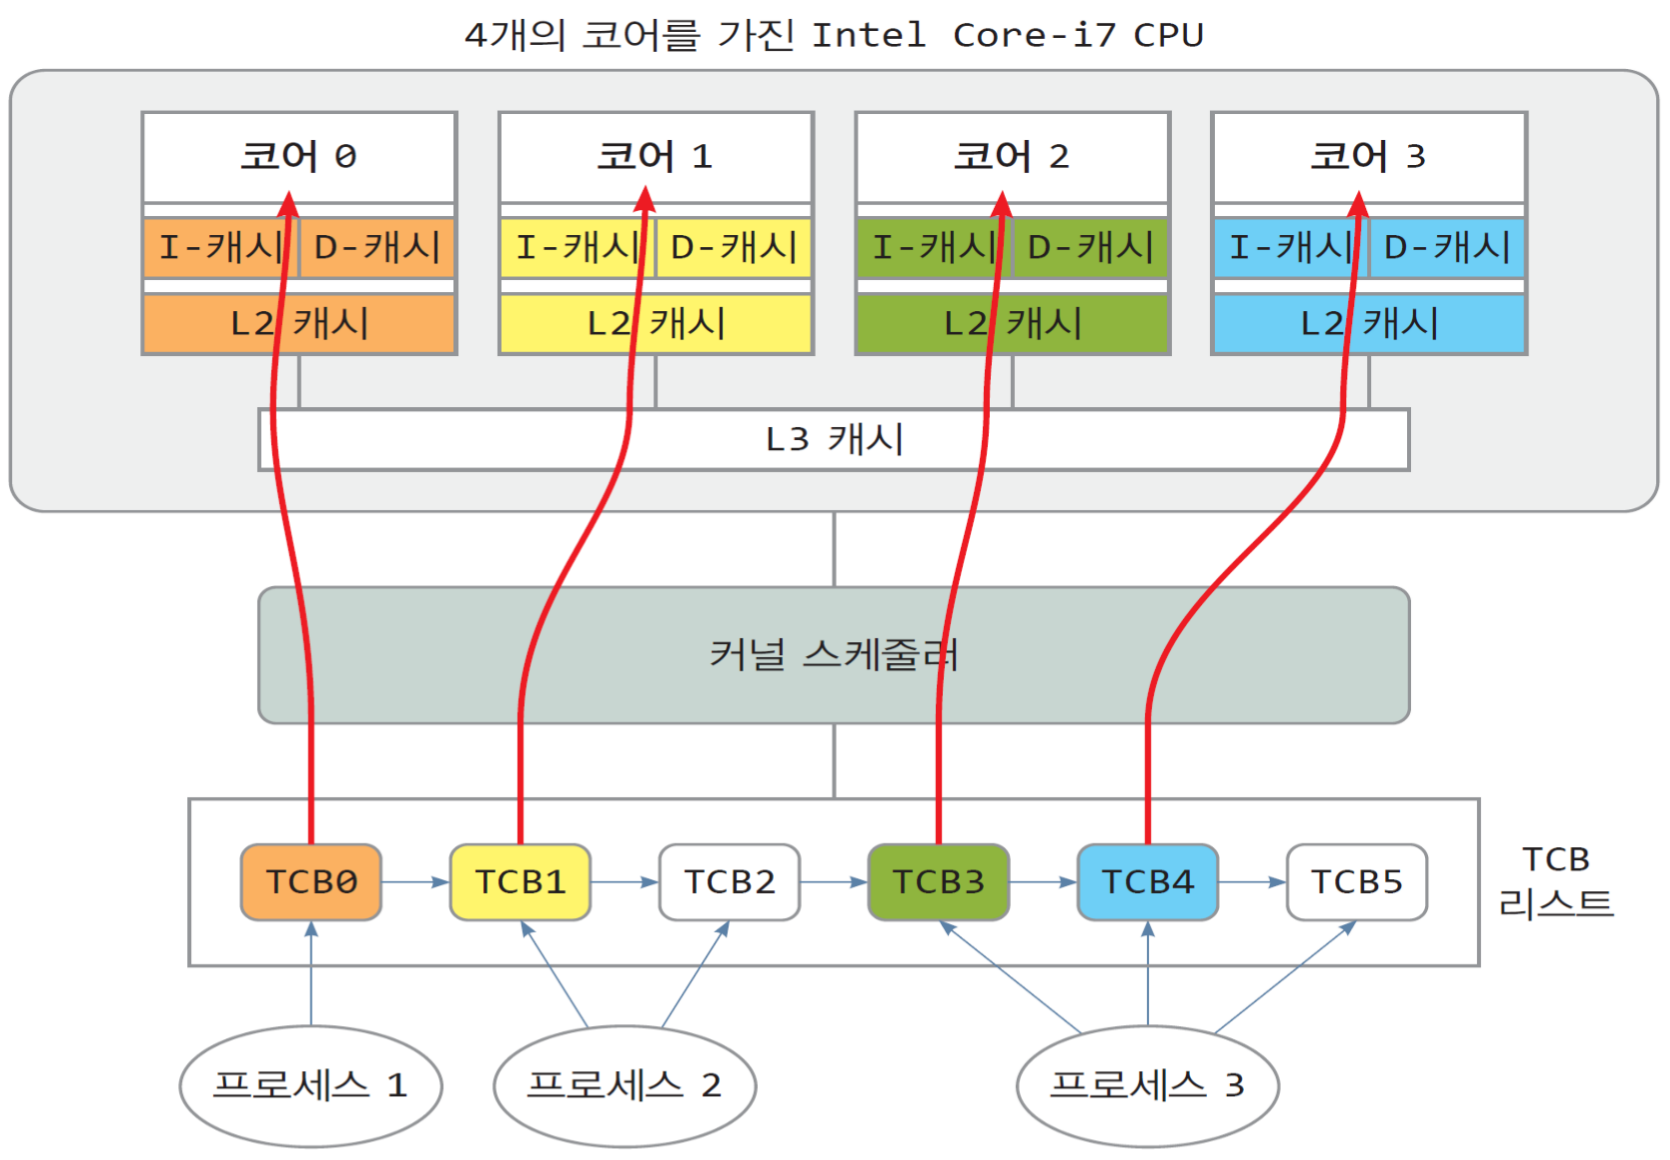 4개의 코어를 가진 Intel Core-i7 CPU
코어 0 코어 1 코어 2 코어 3
I-캐시 D-캐시 I-캐시 D-캐시 I-캐시 D-캐시 I-캐시 D-캐시
L2 캐시 L2 캐시 L2 캐시 L2 캐시
L3 캐시
커널 스케줄러
TCB0 TCB1 TCB2 TCB3 TCB4 TCB5
TCB
리스트
프로세스 1 프로세스 2 프로세스 3